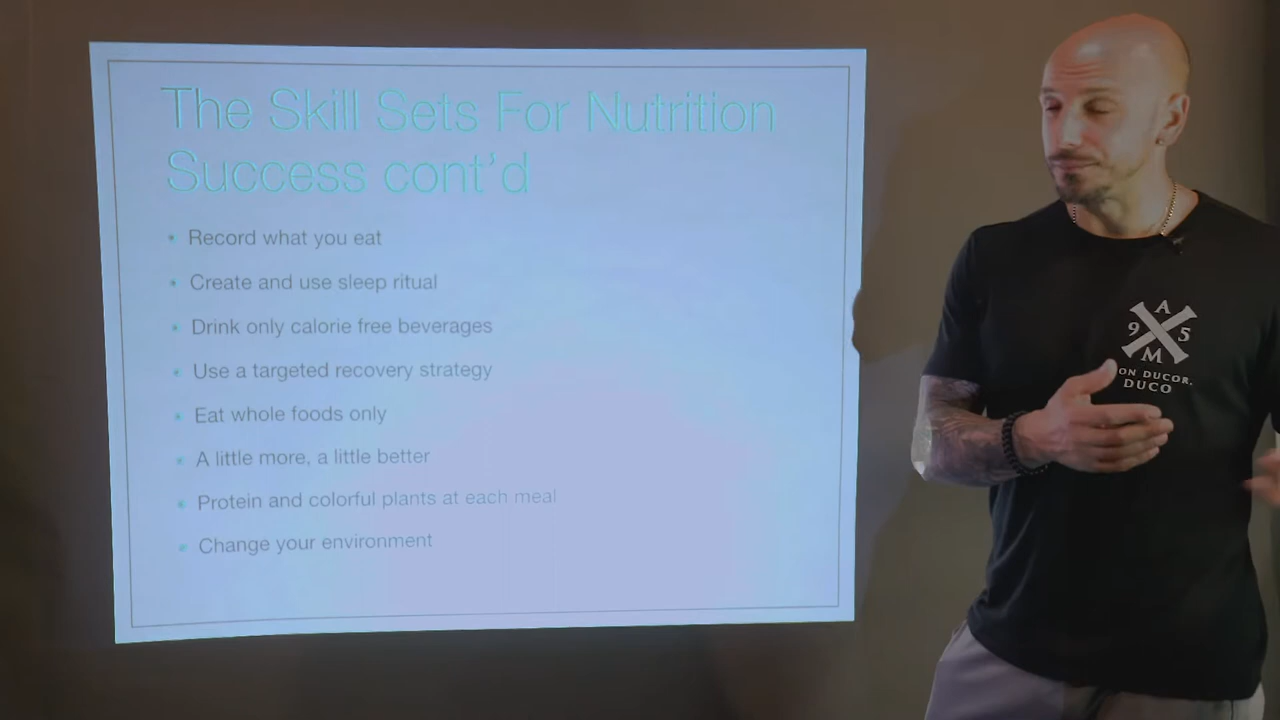 The Skill Sets For Nutrition
Success cont'd
• Record what you eat
• Create and use sleep ritual
• Drink only calorie free beverages
• Use a targeted recovery strategy
• Eat whole foods only
• A little more, a little better
• Protein and colorful plants at each meal
• Change your environment
A
9 5
M
ON DUCOR,
DUCO